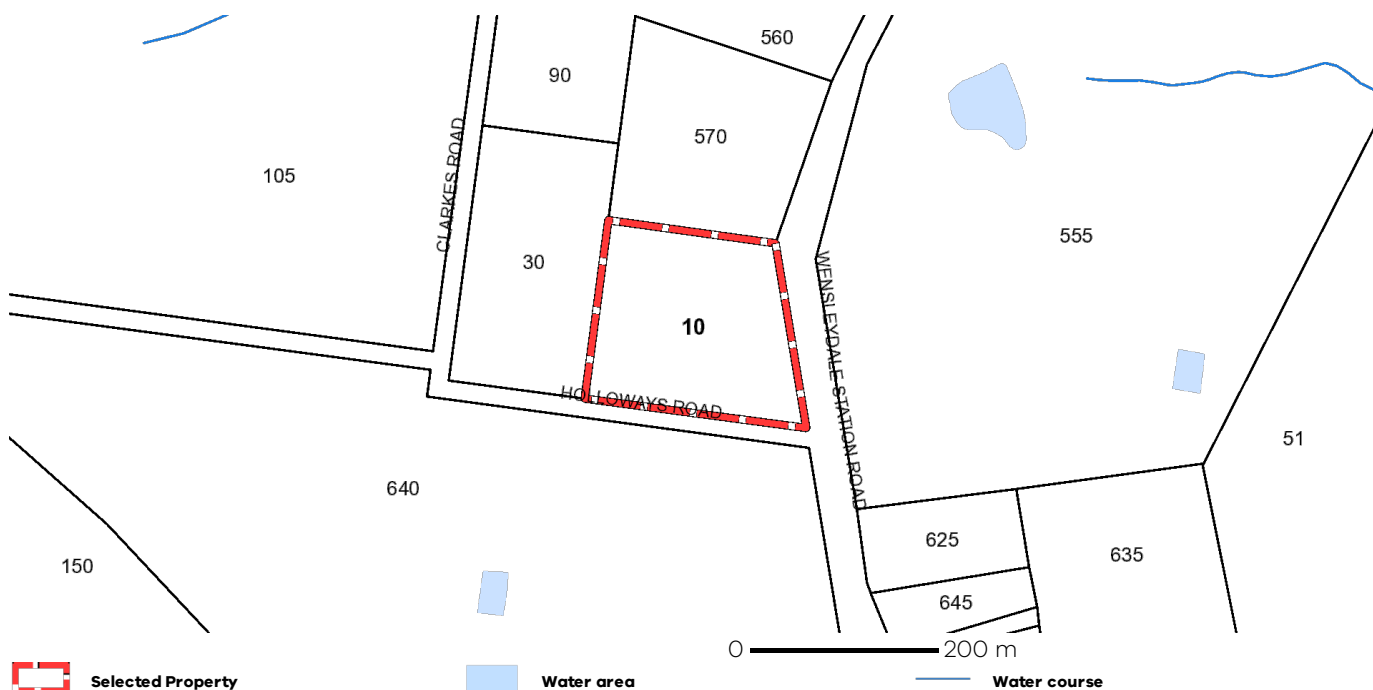 560
90
570
105
CLARKES ROAD
555
30
WENSLEYDALE STATION ROAD
10
HOLLOWAYS ROAD
51
640
625
635
150
645
0 200 m
Selected Property
Water area
Water course